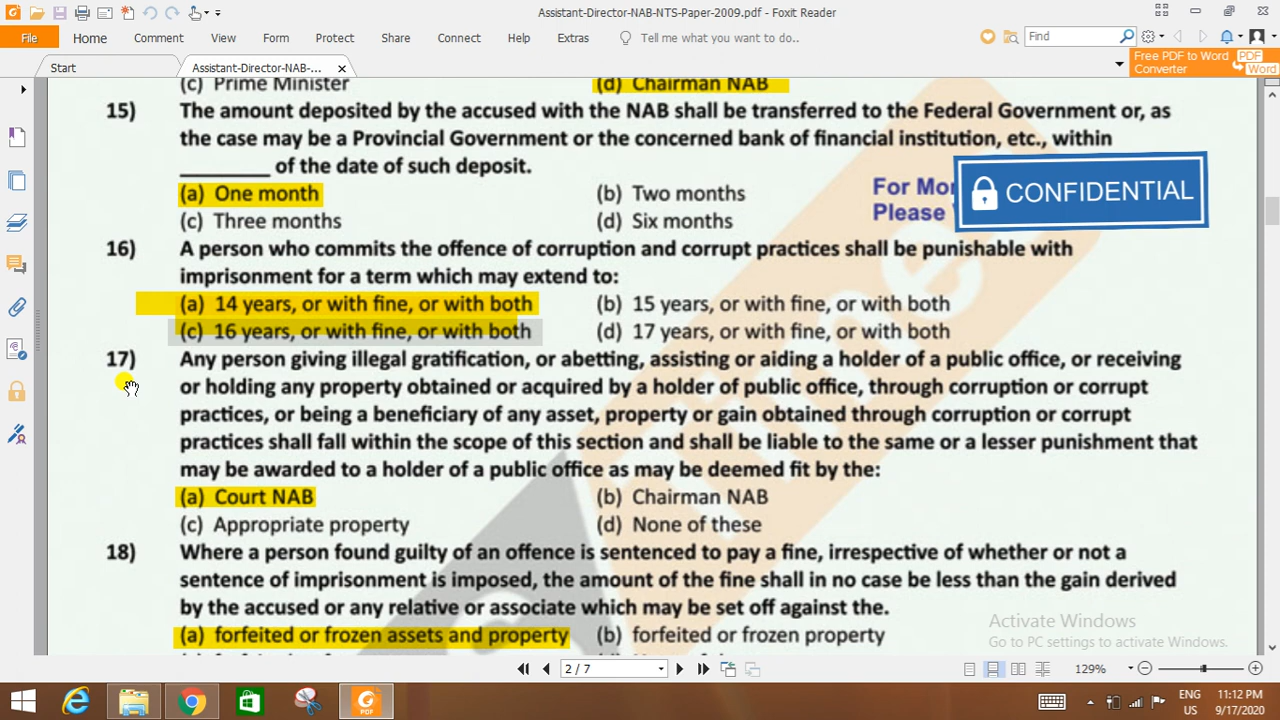 Assistant-Director-NAB-NTS-Paper-2009.pdf - Foxit Reader
File Home Comment View Form Protect Share Connect Help Extras Tell me what you want to do.. Find
Start Assistant-Director-NAB-... Free PDF to Word Converter PDF Word
(c) Prime Minister (d) Chairman NAB
15) The amount deposited by the accused with the NAB shall be transferred to the Federal Government or, as
the case may be a Provincial Government or the concerned bank of financial institution, etc., within
________ of the date of such deposit.
(a) One month (b) Two months
For Mor
CONFIDENTIAL
Please
(c) Three months (d) Six months
16) A person who commits the offence of corruption and corrupt practices shall be punishable with
imprisonment for a term which may extend to:
(a) 14 years, or with fine, or with both (b) 15 years, or with fine, or with both
(c) 16 years, or with fine, or with both (d) 17 years, or with fine, or with both
17) Any person giving illegal gratification, or abetting, assisting or aiding a holder of a public office, or receiving
or holding any property obtained or acquired by a holder of public office, through corruption or corrupt
practices, or being a beneficiary of any asset, property or gain obtained through corruption or corrupt
practices shall fall within the scope of this section and shall be liable to the same or a lesser punishment that
may be awarded to a holder of a public office as may be deemed fit by the:
(a) Court NAB (b) Chairman NAB
(c) Appropriate property (d) None of these
18) Where a person found guilty of an offence is sentenced to pay a fine, irrespective of whether or not a
sentence of imprisonment is imposed, the amount of the fine shall in no case be less than the gain derived
by the accused or any relative or associate which may be set off against the.
(a) forfeited or frozen assets and property (b) forfeited or frozen property
Activate Windows
Go to PC settings to activate Windows.
2 / 7 129%
ENG 11:12 PM
US 9/17/2020